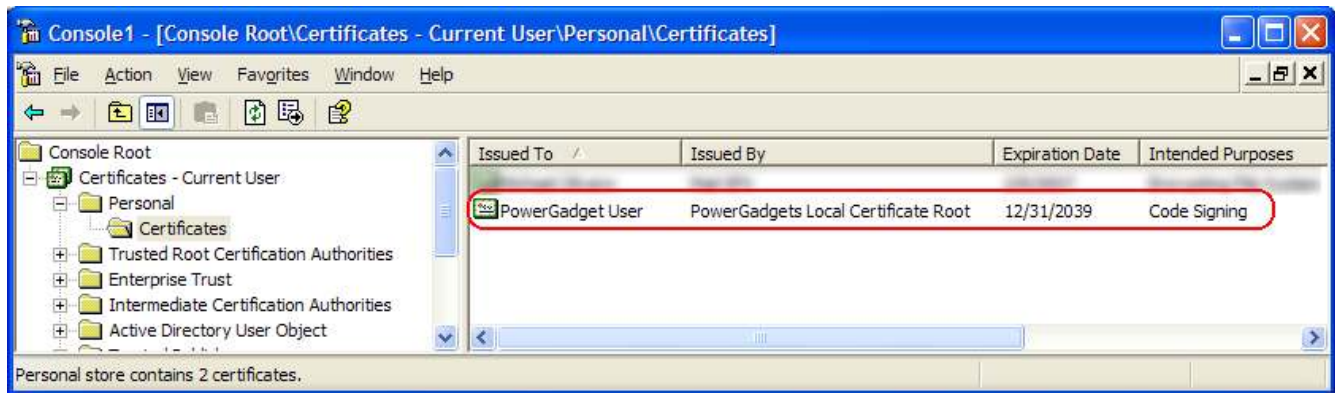 Console1 - [Console Root\Certificates - Current User\Personal\Certificates]
File Action View Favorites Window Help
Console Root
Certificates - Current User
Personal
Certificates
Trusted Root Certification Authorities
Enterprise Trust
Intermediate Certification Authorities
Active Directory User Object
Issued To Issued By Expiration Date Intended Purposes
PowerGadget User PowerGadgets Local Certificate Root 12/31/2039 Code Signing
Personal store contains 2 certificates.